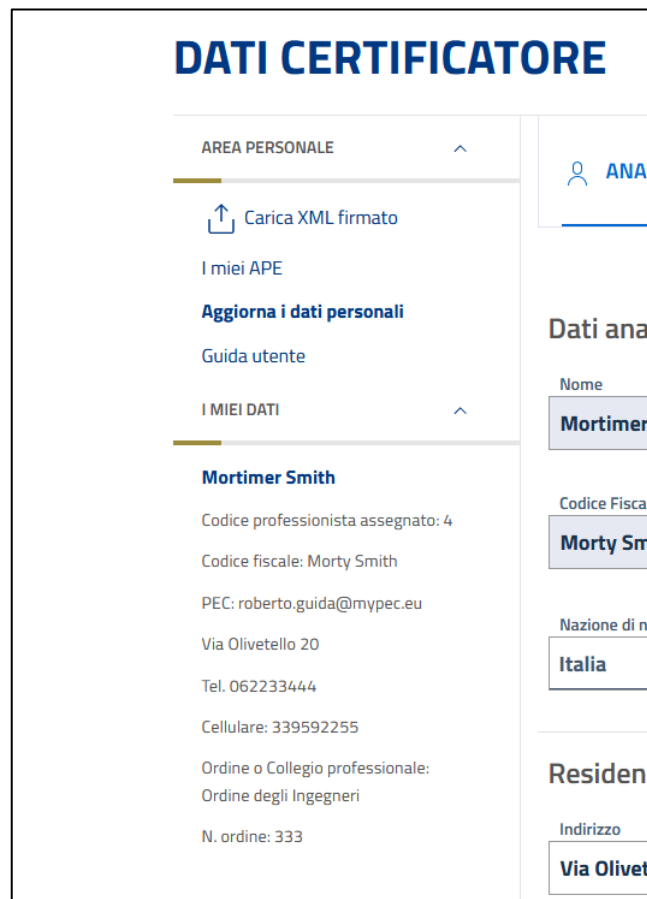 DATI CERTIFICATORE
AREA PERSONALE
Carica XML firmato
I miei APE
Aggiorna i dati personali
Guida utente
I MIEI DATI
Mortimer Smith
Codice professionista assegnato: 4
Codice fiscale: Morty Smith
PEC: roberto.guida@mypec.eu
Via Olivetello 20
Tel. 062233444
Cellulare: 339592255
Ordine o Collegio professionale:
Ordine degli Ingegneri
N. ordine: 333
ANA
Dati ana
Nome
Mortimer
Codice Fisca
Morty Sm
Nazione di n
Italia
Residen
Indirizzo
Via Olivet